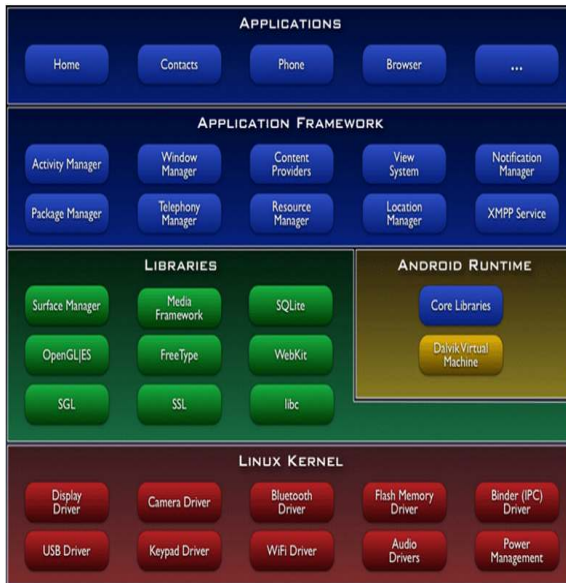 APPLICATIONS
Home
Contacts
Phone
Browser
...
APPLICATION FRAMEWORK
Activity Manager
Window
Manager
Content
Providers
View
System
Notification
Manager
Package Manager
Telephony
Manager
Resource
Manager
Location
Manager
XMPP Service
LIBRARIES
Surface Manager
Media
Framework
SQLite
OpenGL|ES
FreeType
WebKit
SGL
SSL
libc
ANDROID RUNTIME
Core Libraries
Dalvik Virtual
Machine
LINUX KERNEL
Display
Driver
Camera Driver
Bluetooth
Driver
Flash Memory
Driver
Binder (IPC)
Driver
USB Driver
Keypad Driver
WiFi Driver
Audio
Drivers
Power
Management